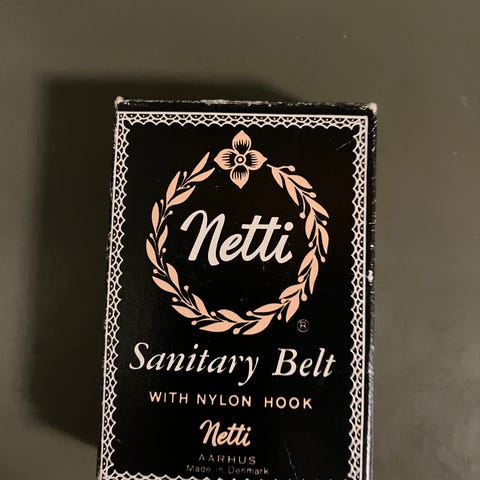 Netti
®
Sanitary Belt
WITH NYLON HOOK
Netti
AARHUS
Made in Denmark